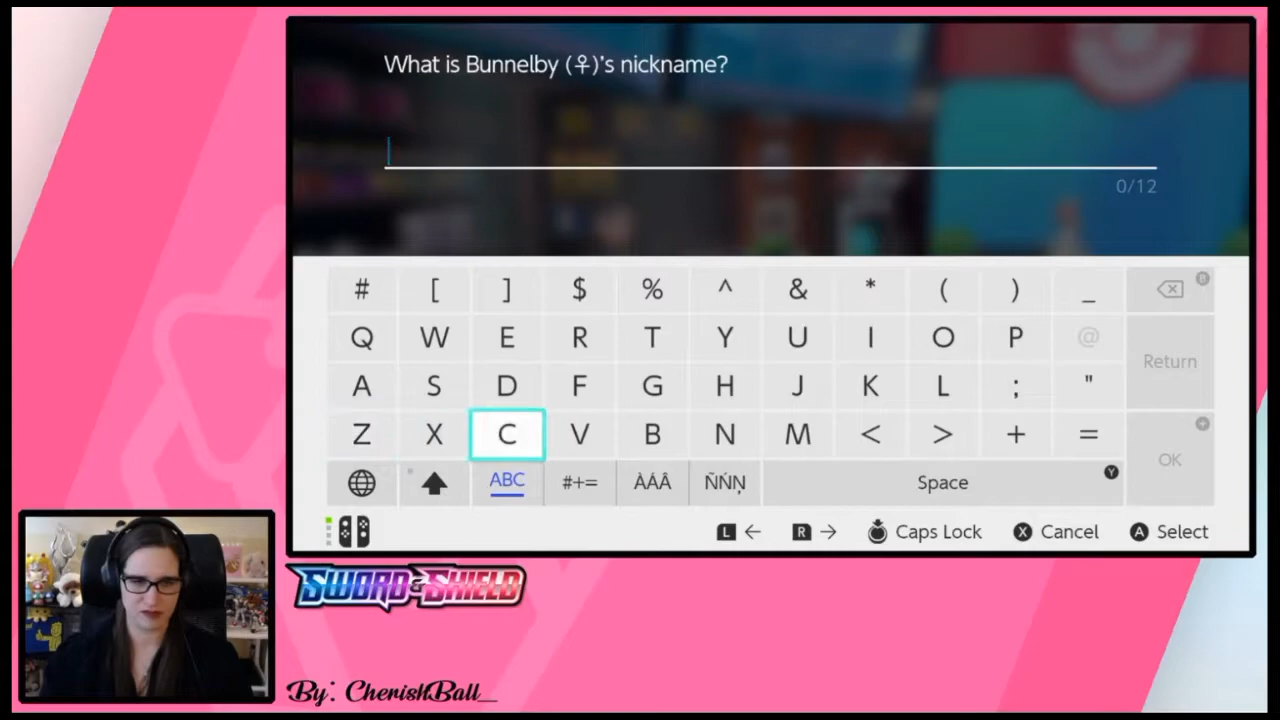 What is Bunnelby (♀)'s nickname?
0/12
# [ ] $ % ^ & * ( ) _
Q W E R T Y U I O P @
Return
A S D F G H J K L ; "
Z X C V B N M < > + =
OK
ABC #+= ÀÁÂ ÑŃŅ Space Y
L ← R → Caps Lock X Cancel A Select
SWORD & SHIELD
By: CherishBall_